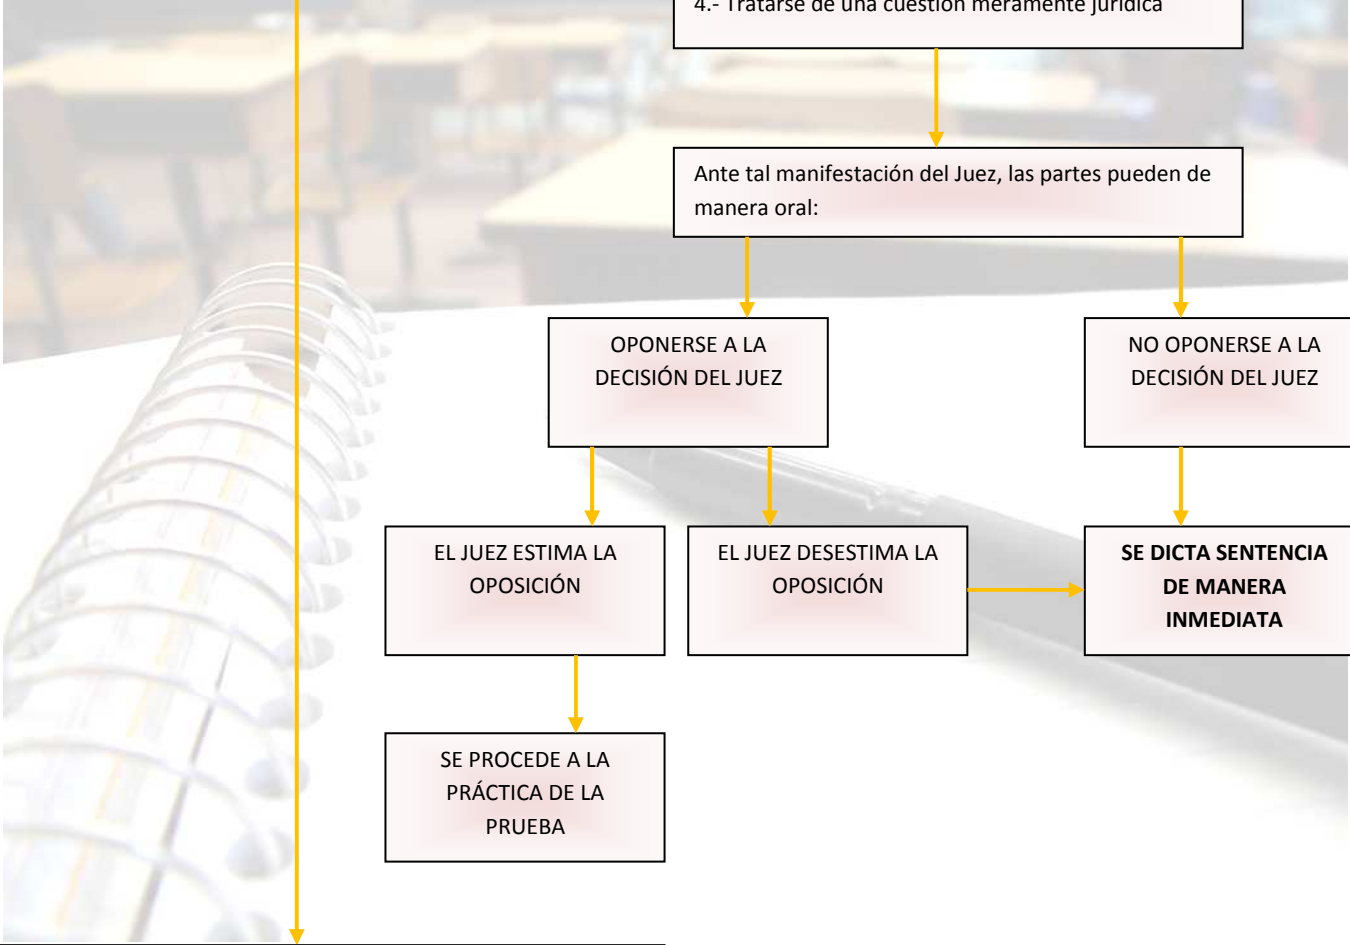 4.- Tratarse de una cuestión meramente jurídica
Ante tal manifestación del Juez, las partes pueden de
manera oral:
OPONERSE A LA
DECISIÓN DEL JUEZ
NO OPONERSE A LA
DECISIÓN DEL JUEZ
EL JUEZ ESTIMA LA
OPOSICIÓN
EL JUEZ DESESTIMA LA
OPOSICIÓN
SE DICTA SENTENCIA
DE MANERA
INMEDIATA
SE PROCEDE A LA
PRÁCTICA DE LA
PRUEBA